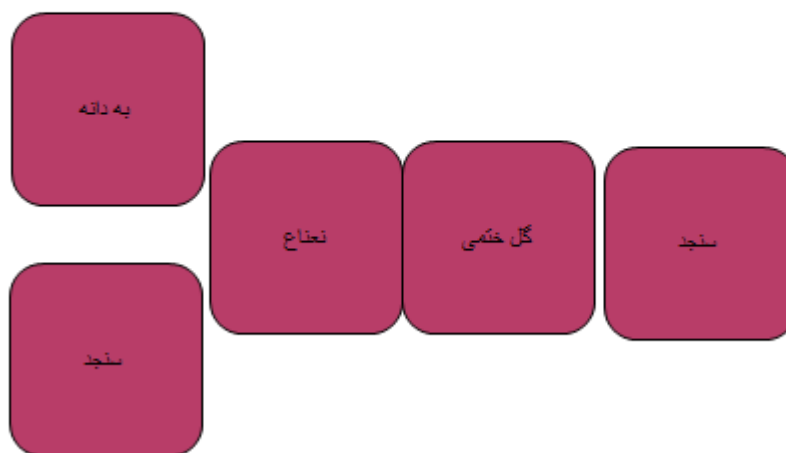 به دانه
نعناع
گل ختمی
سنجد
سنجد